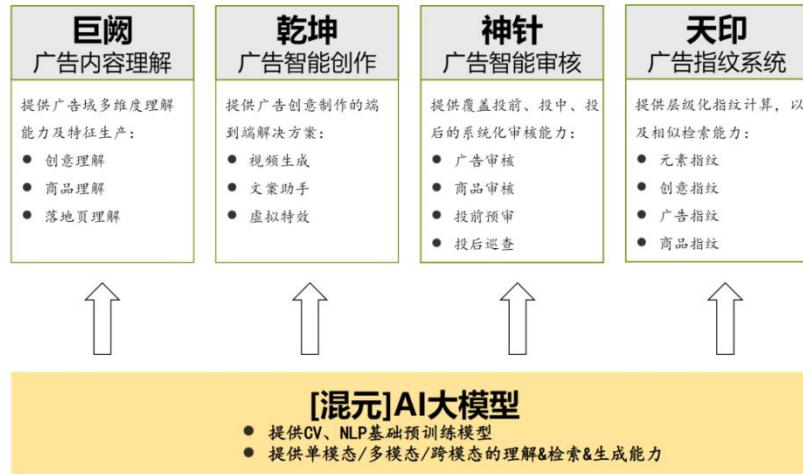 巨阙
广告内容理解
提供广告域多维度理解
能力及特征生产：
● 创意理解
● 商品理解
● 落地页理解
乾坤
广告智能创作
提供广告创意制作的端
到端解决方案：
● 视频生成
● 文案助手
● 虚拟特效
神针
广告智能审核
提供覆盖投前、投中、投
后的系统化审核能力：
● 广告审核
● 商品审核
● 投前预审
● 投后巡查
天印
广告指纹系统
提供层级化指纹计算，以
及相似检索能力：
● 元素指纹
● 创意指纹
● 广告指纹
● 商品指纹
[混元]AI大模型
● 提供CV、NLP基础预训练模型
● 提供单模态/多模态/跨模态的理解&检索&生成能力